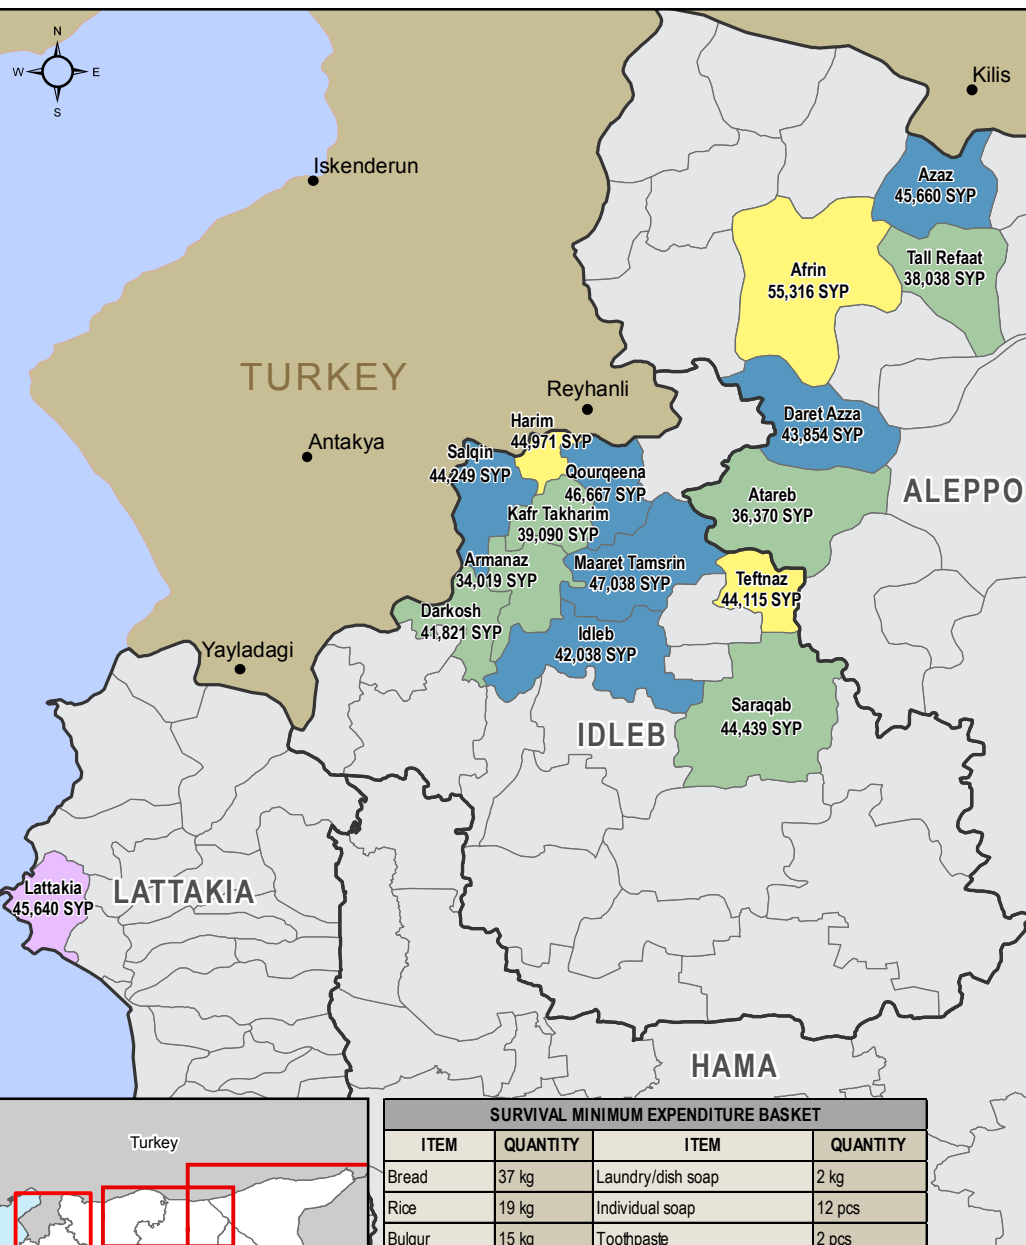 N
W
E
S
Kilis
Iskenderun
Azaz
45,660 SYP
Tall Refaat
38,038 SYP
Afrin
55,316 SYP
TURKEY
Reyhanli
Antakya
Harim
44,971 SYP
Daret Azza
43,854 SYP
Salqin
44,249 SYP
Qourqeena
46,667 SYP
ALEPPO
Atareb
36,370 SYP
Kafr Takharim
39,090 SYP
Armanaz
34,019 SYP
Maaret Tamsrin
47,038 SYP
Teftnaz
44,115 SYP
Darkosh
41,821 SYP
Idleb
42,038 SYP
Yayladagi
Saraqab
44,439 SYP
IDLEB
Lattakia
45,640 SYP
LATTAKIA
HAMA
Turkey
SURVIVAL MINIMUM EXPENDITURE BASKET
ITEM QUANTITY ITEM QUANTITY
Bread 37 kg Laundry/dish soap 2 kg
Rice 19 kg Individual soap 12 pcs
Bulgur 15 kg Toothpaste 2 pcs